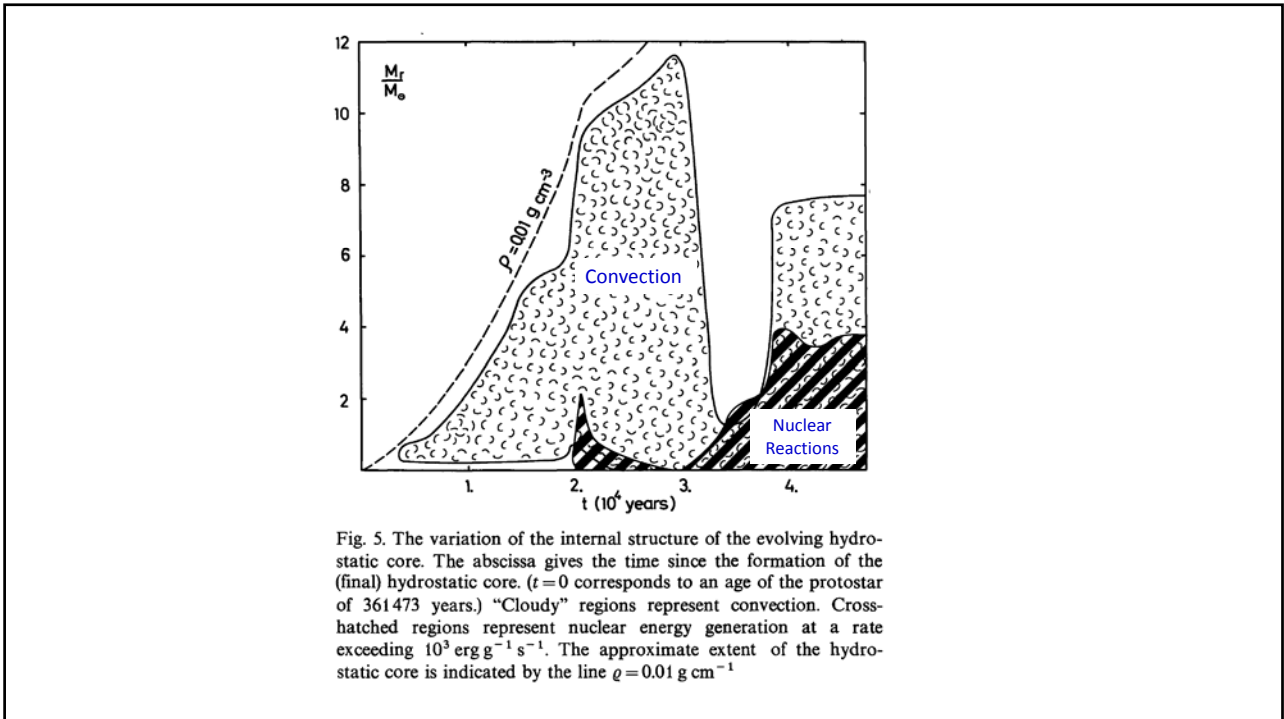 12
Mr
M⊙
10
8
6
4
2
ρ=0.01 g cm⁻³
Convection
Nuclear
Reactions
1. 2. 3. 4.
t (10⁴ years)
Fig. 5. The variation of the internal structure of the evolving hydro-
static core. The abscissa gives the time since the formation of the
(final) hydrostatic core. (t=0 corresponds to an age of the protostar
of 361473 years.) “Cloudy” regions represent convection. Cross-
hatched regions represent nuclear energy generation at a rate
exceeding 10³ erg g⁻¹ s⁻¹. The approximate extent of the hydro-
static core is indicated by the line ϱ=0.01 g cm⁻¹